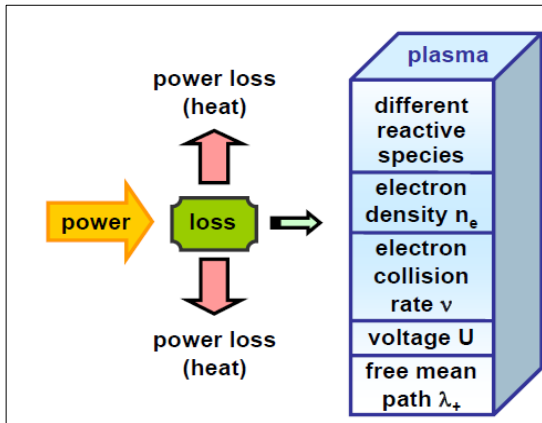 power loss
(heat)
power
loss
power loss
(heat)
plasma
different
reactive
species
electron
density nₑ
electron
collision
rate ν
voltage U
free mean
path λ₊